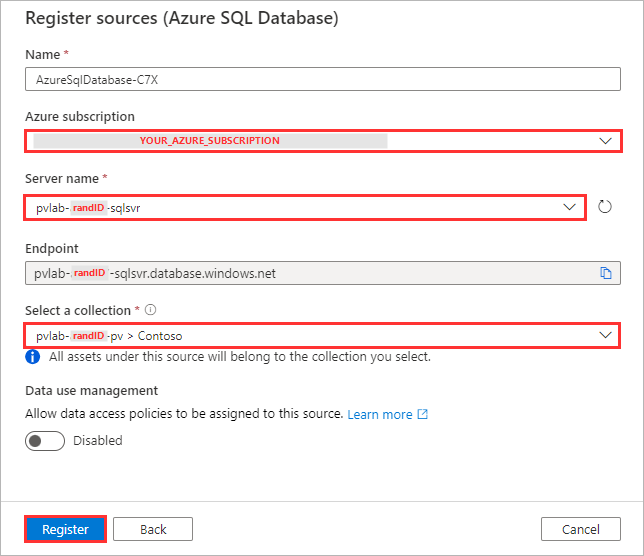 Register sources (Azure SQL Database)
Name *
AzureSqlDatabase-C7X
Azure subscription
YOUR_AZURE_SUBSCRIPTION
Server name *
pvlab-randID-sqlsvr
Endpoint
pvlab-randID-sqlsvr.database.windows.net
Select a collection *
pvlab-randID-pv > Contoso
All assets under this source will belong to the collection you select.
Data use management
Allow data access policies to be assigned to this source. Learn more
Disabled
Register Back Cancel